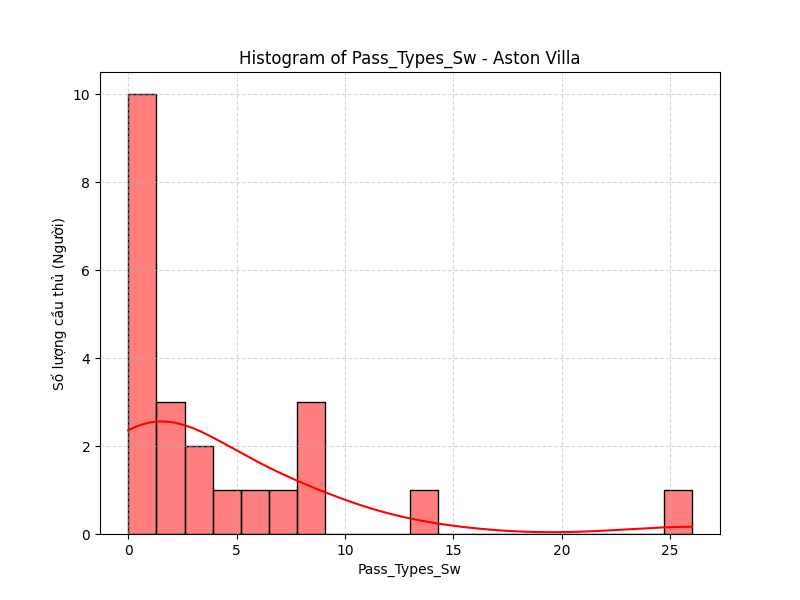 Histogram of Pass_Types_Sw - Aston Villa
Số lượng cầu thủ (Người)
10
8
6
4
2
0
0 5 10 15 20 25
Pass_Types_Sw